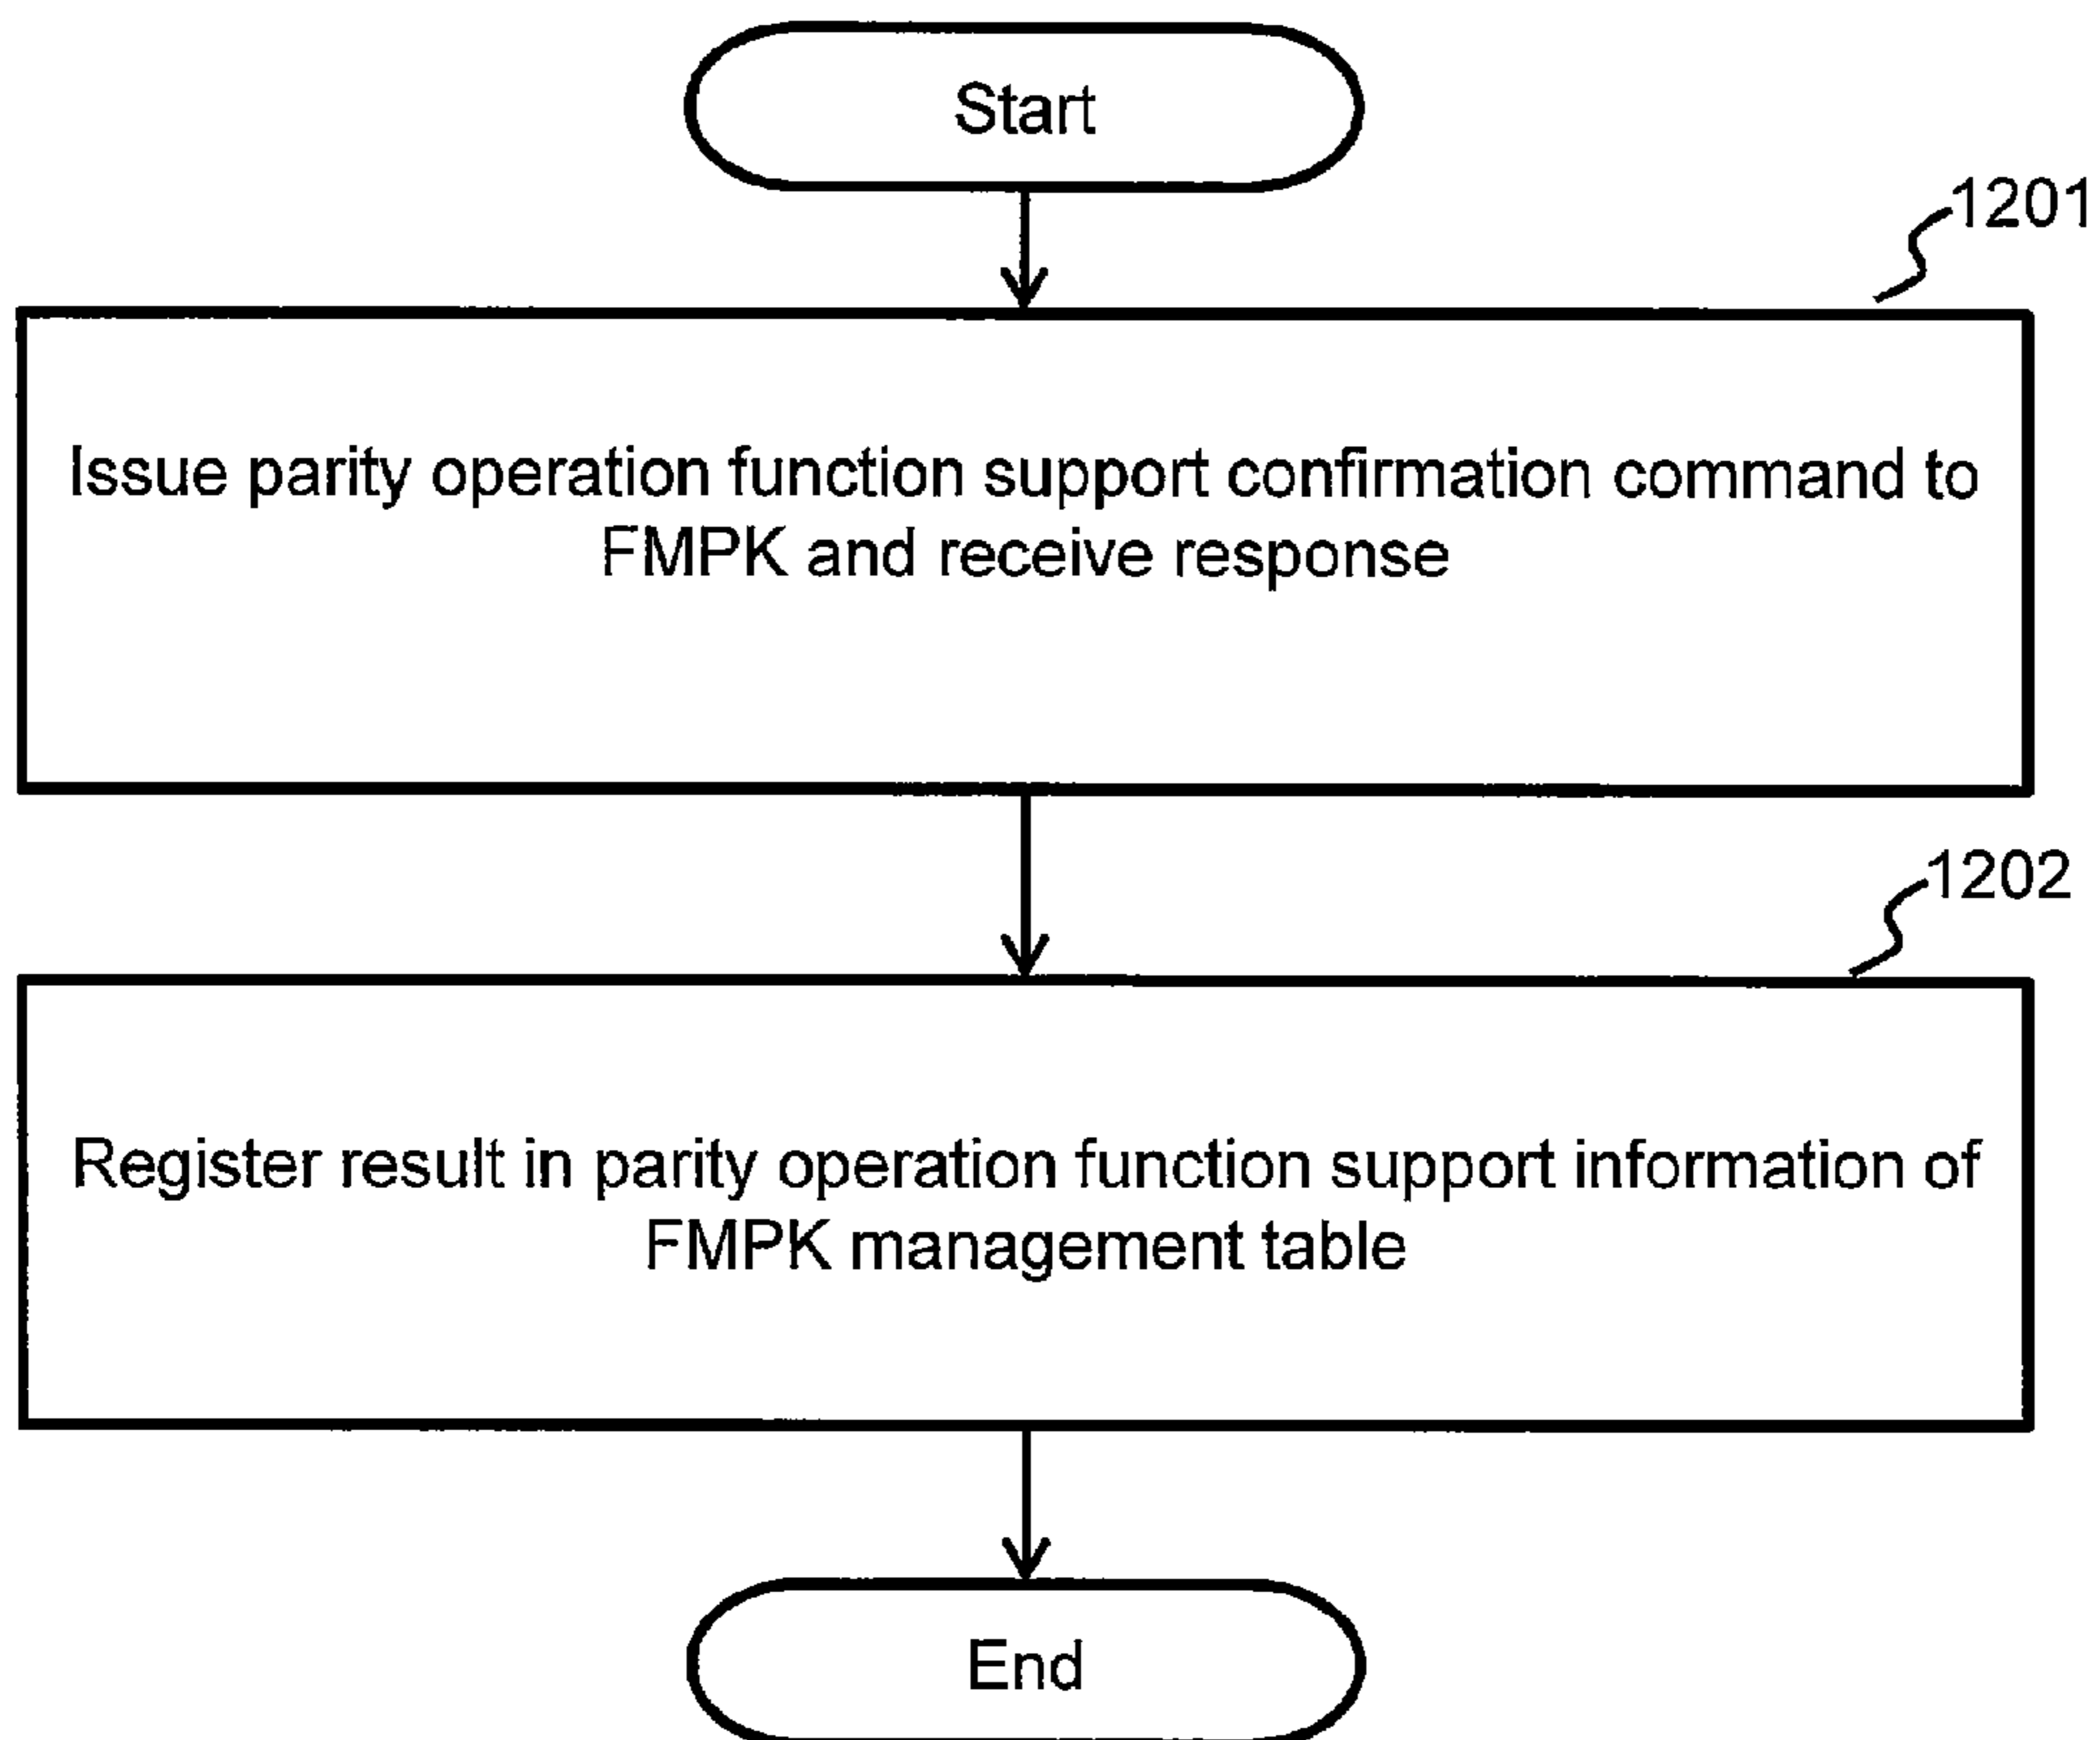 Start
1201
Issue parity operation function support confirmation command to
FMPK and receive response
1202
Register result in parity operation function support information of
FMPK management table
End